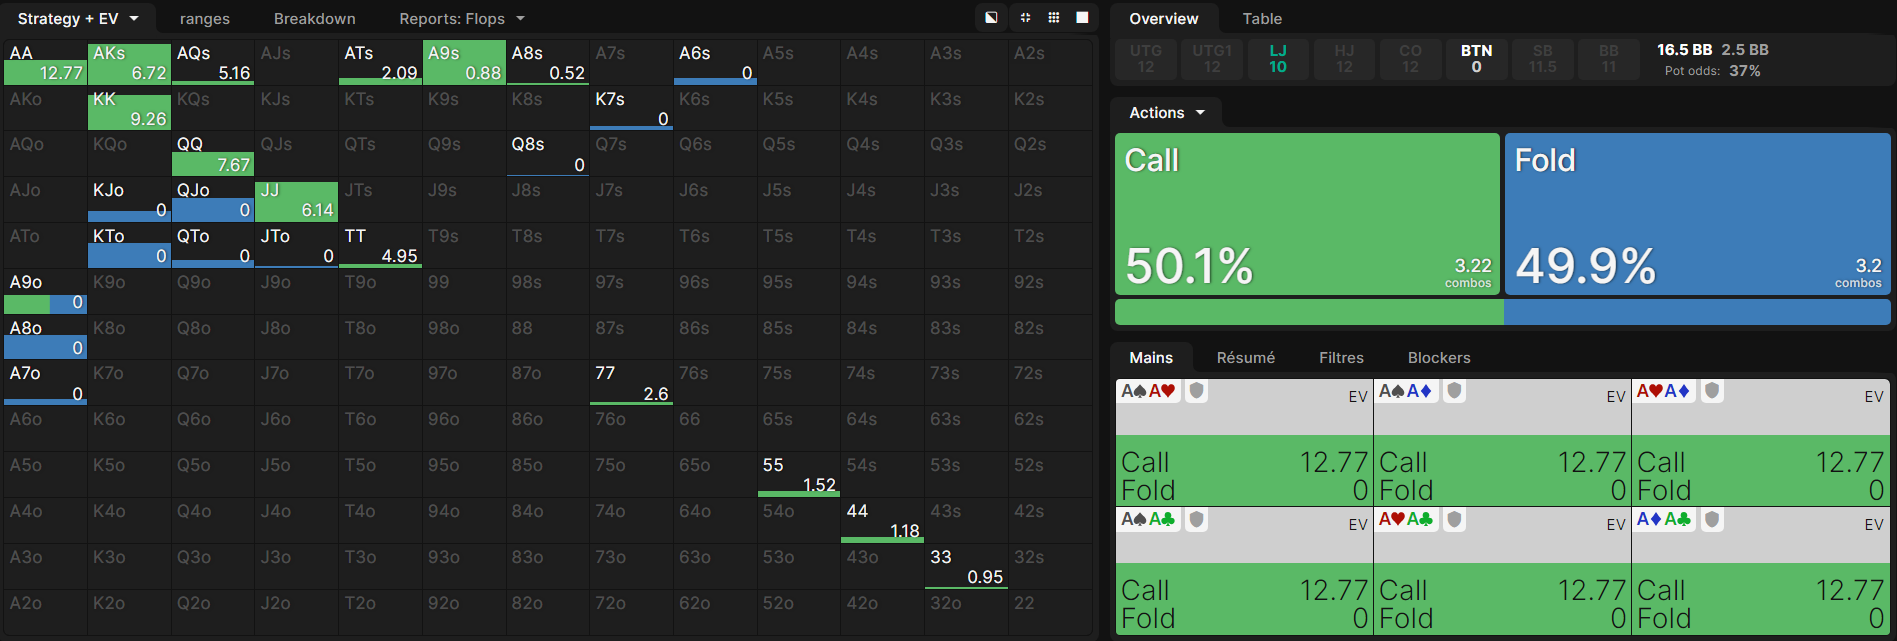 Strategy + EV ranges Breakdown Reports: Flops
AA AKs AQs AJs ATs A9s A8s A7s A6s A5s A4s A3s A2s
12.77 6.72 5.16 2.09 0.88 0.52 0
AKo KK KQs KJs KTs K9s K8s K7s K6s K5s K4s K3s K2s
9.26 0
AQo KQo QQ QJs QTs Q9s Q8s Q7s Q6s Q5s Q4s Q3s Q2s
7.67 0
AJo KJo QJo JJ JTs J9s J8s J7s J6s J5s J4s J3s J2s
0 0 6.14
ATo KTo QTo JTo TT T9s T8s T7s T6s T5s T4s T3s T2s
0 0 0 4.95
A9o K9o Q9o J9o T9o 99 98s 97s 96s 95s 94s 93s 92s
0
A8o K8o Q8o J8o T8o 98o 88 87s 86s 85s 84s 83s 82s
0
A7o K7o Q7o J7o T7o 97o 87o 77 76s 75s 74s 73s 72s
0 2.6
A6o K6o Q6o J6o T6o 96o 86o 76o 66 65s 64s 63s 62s
A5o K5o Q5o J5o T5o 95o 85o 75o 65o 55 54s 53s 52s
1.52
A4o K4o Q4o J4o T4o 94o 84o 74o 64o 54o 44 43s 42s
1.18
A3o K3o Q3o J3o T3o 93o 83o 73o 63o 53o 43o 33 32s
0.95
A2o K2o Q2o J2o T2o 92o 82o 72o 62o 52o 42o 32o 22
Overview Table
UTG UTG1 LJ HJ CO BTN SB BB 16.5 BB 2.5 BB
12 12 10 12 12 0 11.5 11 Pot odds: 37%
Actions
Call Fold
50.1% 3.22 combos 49.9% 3.2 combos
Mains Résumé Filtres Blockers
A♠A♥ EV A♠A♦ EV A♥A♦ EV
Call 12.77 Call 12.77 Call 12.77
Fold 0 Fold 0 Fold 0
A♠A♣ EV A♥A♣ EV A♦A♣ EV
Call 12.77 Call 12.77 Call 12.77
Fold 0 Fold 0 Fold 0